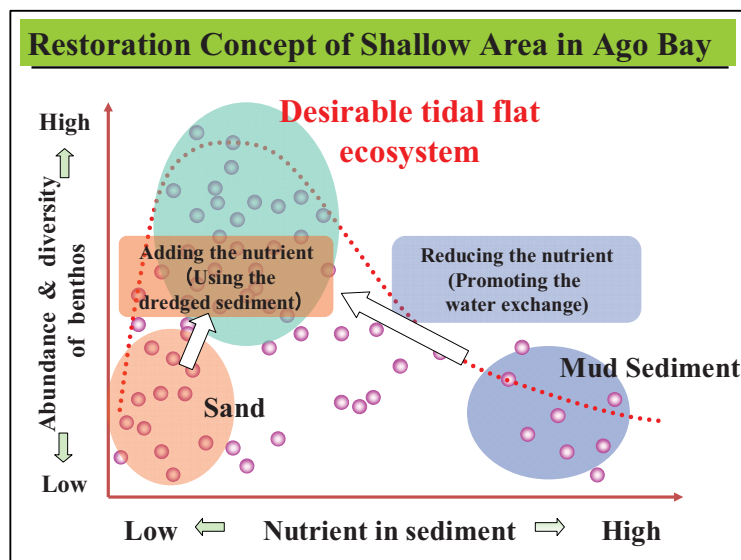 Restoration Concept of Shallow Area in Ago Bay
Desirable tidal flat
ecosystem
High
Abundance & diversity
of benthos
Low
Adding the nutrient
(Using the
dredged sediment)
Reducing the nutrient
(Promoting the
water exchange)
Sand
Mud Sediment
Low
Nutrient in sediment
High